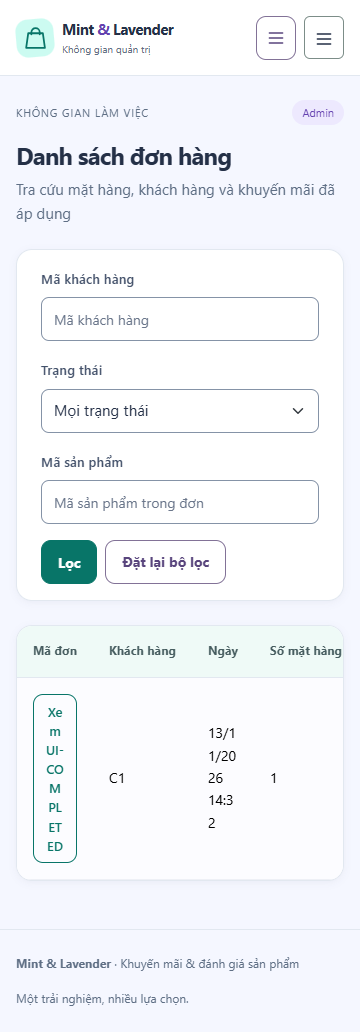 Mint & Lavender
Không gian quản trị
KHÔNG GIAN LÀM VIỆC
Admin
Danh sách đơn hàng
Tra cứu mặt hàng, khách hàng và khuyến mãi đã
áp dụng
Mã khách hàng
Mã khách hàng
Trạng thái
Mọi trạng thái
Mã sản phẩm
Mã sản phẩm trong đơn
Lọc
Đặt lại bộ lọc
Mã đơn
Khách hàng
Ngày
Số mặt hàng
Xe
m
UI-
CO
M
PL
ET
ED
C1
13/1
1/20
26
14:3
2
1
Mint & Lavender · Khuyến mãi & đánh giá sản phẩm
Một trải nghiệm, nhiều lựa chọn.